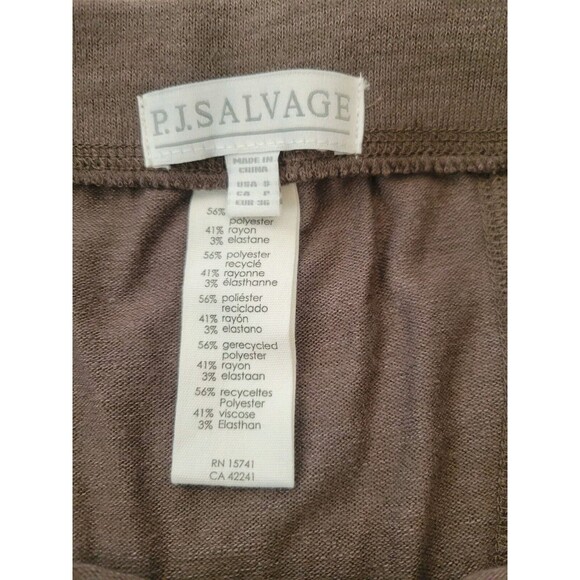 P.J.SALVAGE
MADE IN
CHINA
USA S
CA P
EUR 36
56%
polyester
41% rayon
3% elastane
56% polyester
recyclé
41% rayonne
3% élasthanne
56% poliéster
reciclado
41% rayón
3% elastano
56% gerecycled
polyester
41% rayon
3% elastaan
56% recyceltes
Polyester
41% viscose
3% Elasthan
RN 15741
CA 42241